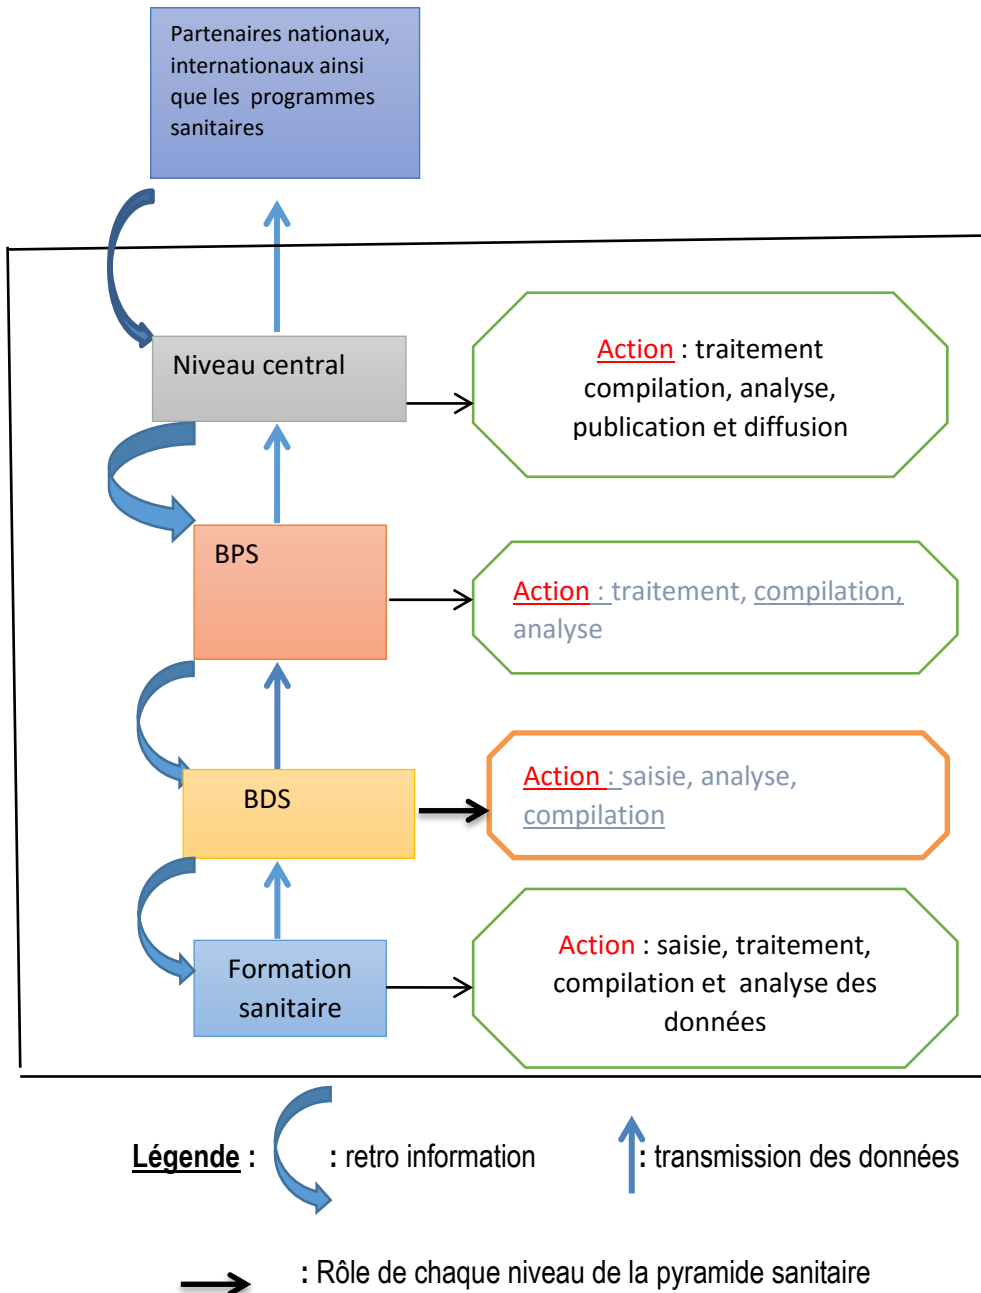 Partenaires nationaux,
internationaux ainsi
que les programmes
sanitaires
Niveau central
Action : traitement
compilation, analyse,
publication et diffusion
BPS
Action : traitement, compilation,
analyse
BDS
Action : saisie, analyse,
compilation
Formation
sanitaire
Action : saisie, traitement,
compilation et analyse des
données
Légende : : retro information : transmission des données
: Rôle de chaque niveau de la pyramide sanitaire